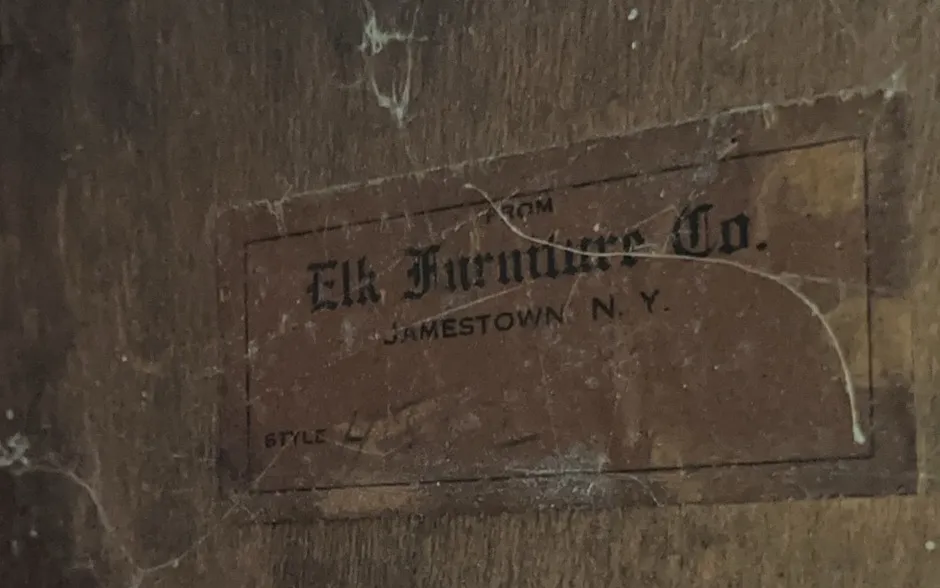 FROM
Elk Furniture Co.
JAMESTOWN N. Y.
STYLE